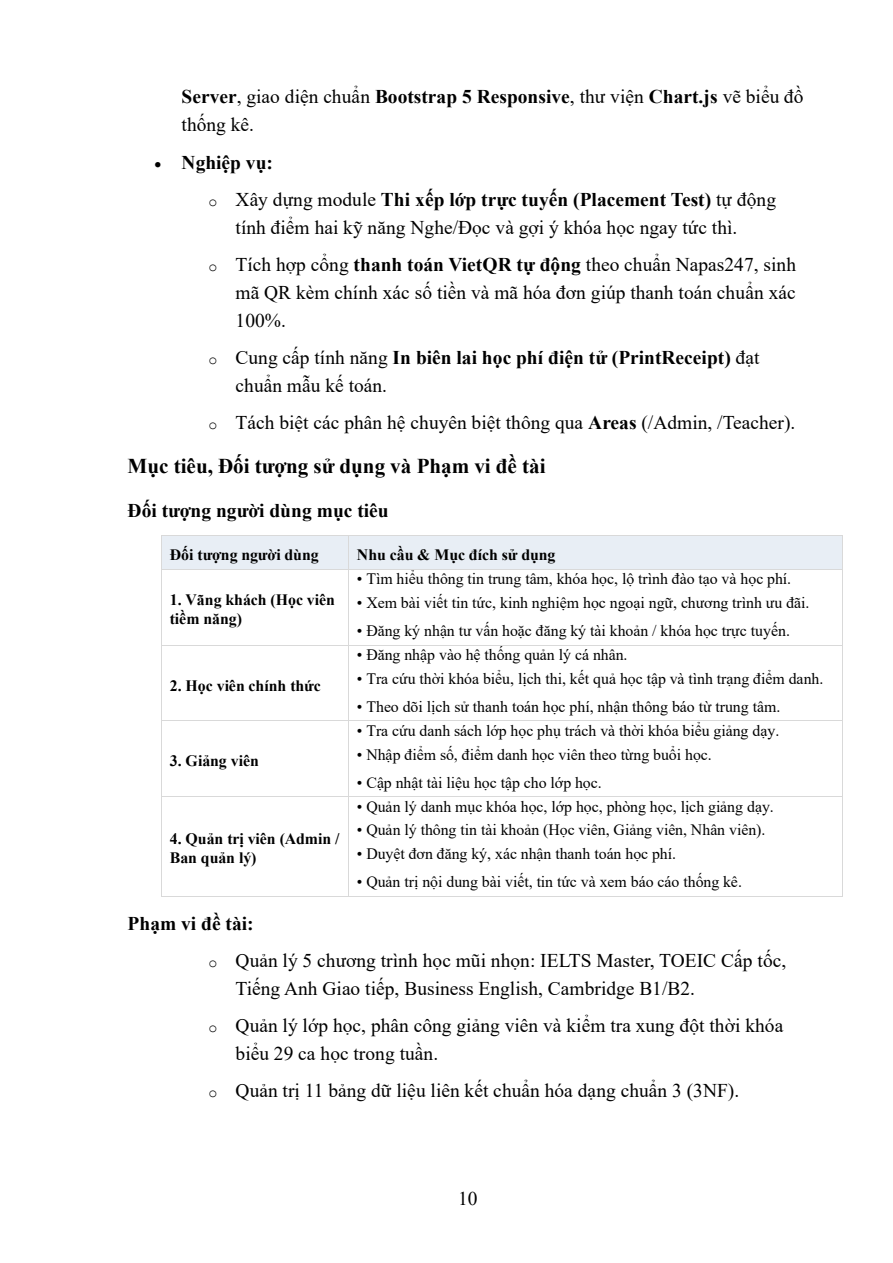 Server, giao diện chuẩn Bootstrap 5 Responsive, thư viện Chart.js vẽ biểu đồ
thống kê.
• Nghiệp vụ:
o Xây dựng module Thi xếp lớp trực tuyến (Placement Test) tự động
tính điểm hai kỹ năng Nghe/Đọc và gợi ý khóa học ngay tức thì.
o Tích hợp cổng thanh toán VietQR tự động theo chuẩn Napas247, sinh
mã QR kèm chính xác số tiền và mã hóa đơn giúp thanh toán chuẩn xác
100%.
o Cung cấp tính năng In biên lai học phí điện tử (PrintReceipt) đạt
chuẩn mẫu kế toán.
o Tách biệt các phân hệ chuyên biệt thông qua Areas (/Admin, /Teacher).
Mục tiêu, Đối tượng sử dụng và Phạm vi đề tài
Đối tượng người dùng mục tiêu
Đối tượng người dùng
Nhu cầu & Mục đích sử dụng
1. Vãng khách (Học viên
tiềm năng)
• Tìm hiểu thông tin trung tâm, khóa học, lộ trình đào tạo và học phí.
• Xem bài viết tin tức, kinh nghiệm học ngoại ngữ, chương trình ưu đãi.
• Đăng ký nhận tư vấn hoặc đăng ký tài khoản / khóa học trực tuyến.
2. Học viên chính thức
• Đăng nhập vào hệ thống quản lý cá nhân.
• Tra cứu thời khóa biểu, lịch thi, kết quả học tập và tình trạng điểm danh.
• Theo dõi lịch sử thanh toán học phí, nhận thông báo từ trung tâm.
3. Giảng viên
• Tra cứu danh sách lớp học phụ trách và thời khóa biểu giảng dạy.
• Nhập điểm số, điểm danh học viên theo từng buổi học.
• Cập nhật tài liệu học tập cho lớp học.
4. Quản trị viên (Admin /
Ban quản lý)
• Quản lý danh mục khóa học, lớp học, phòng học, lịch giảng dạy.
• Quản lý thông tin tài khoản (Học viên, Giảng viên, Nhân viên).
• Duyệt đơn đăng ký, xác nhận thanh toán học phí.
• Quản trị nội dung bài viết, tin tức và xem báo cáo thống kê.
Phạm vi đề tài:
o Quản lý 5 chương trình học mũi nhọn: IELTS Master, TOEIC Cấp tốc,
Tiếng Anh Giao tiếp, Business English, Cambridge B1/B2.
o Quản lý lớp học, phân công giảng viên và kiểm tra xung đột thời khóa
biểu 29 ca học trong tuần.
o Quản trị 11 bảng dữ liệu liên kết chuẩn hóa dạng chuẩn 3 (3NF).
10